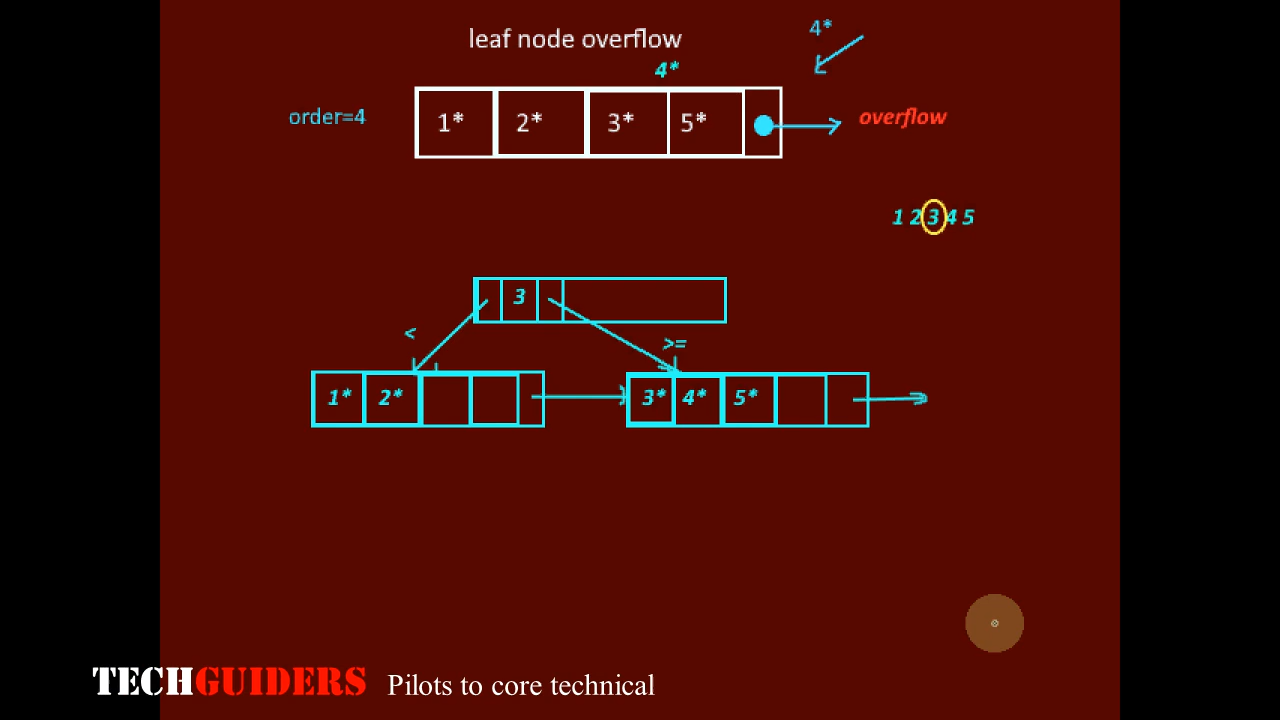 leaf node overflow
4*
4*
order=4
1* 2* 3* 5*
overflow
1 2 3 4 5
3
<
>=
1* 2*
3* 4* 5*
TECHGUIDERS Pilots to core technical